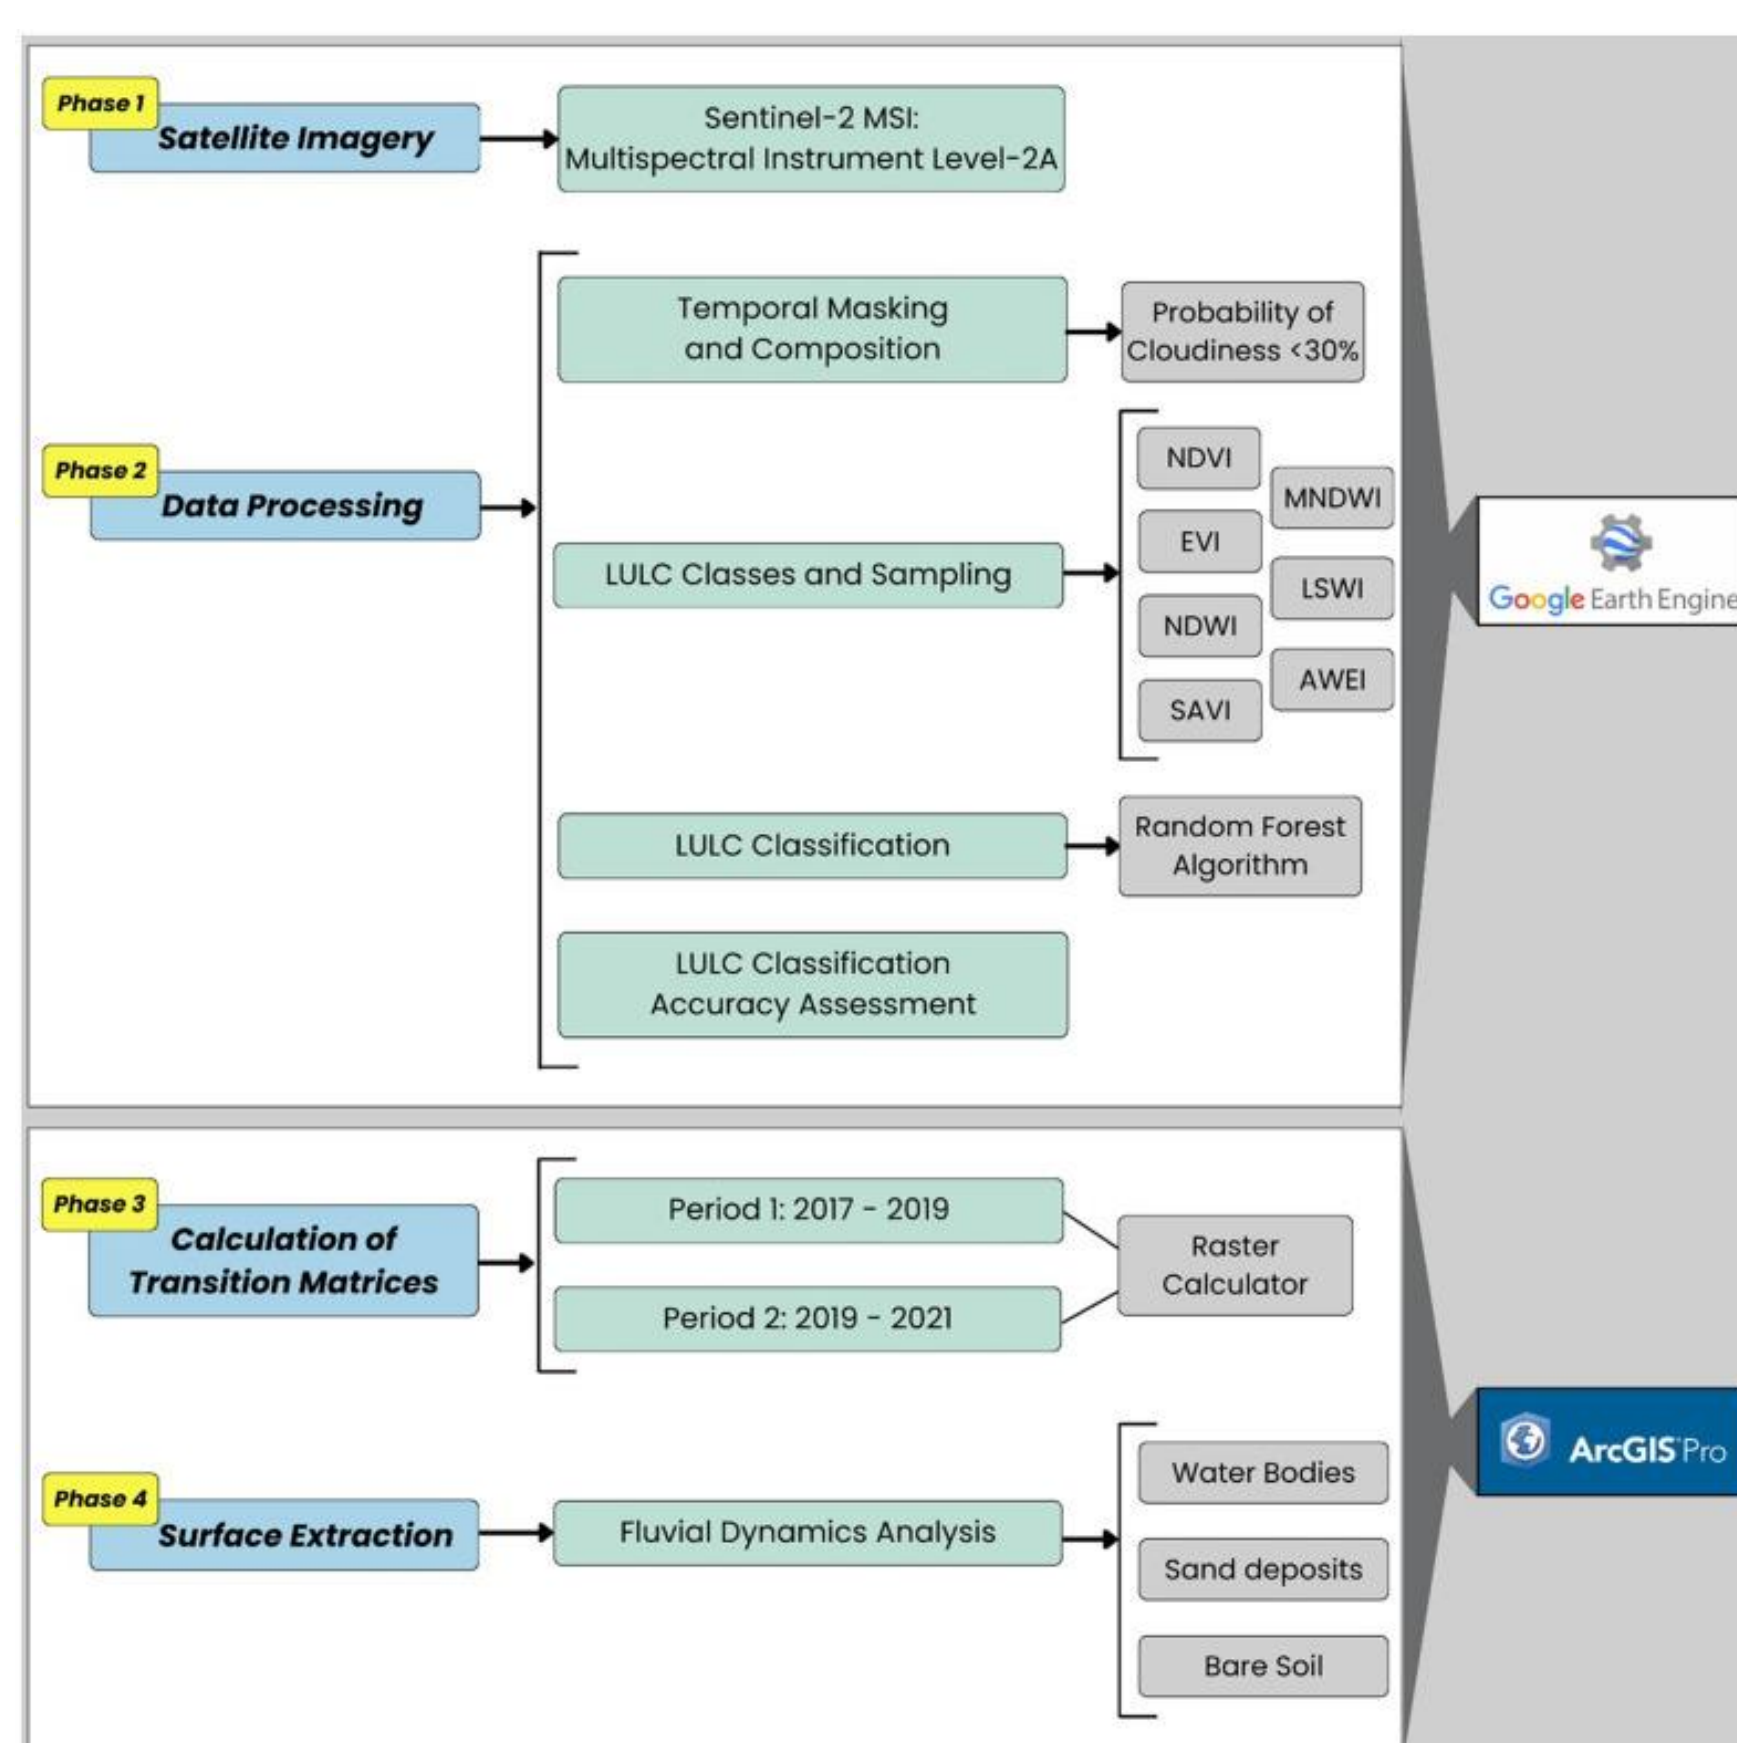 Phase 1
Satellite Imagery
Sentinel-2 MSI:
Multispectral Instrument Level-2A
Temporal Masking
and Composition
Probability of
Cloudiness <30%
Phase 2
Data Processing
NDVI
MNDWI
EVI
LULC Classes and Sampling
LSWI
NDWI
AWEI
SAVI
Google Earth Engine
LULC Classification
Random Forest
Algorithm
LULC Classification
Accuracy Assessment
Phase 3
Calculation of
Transition Matrices
Period 1: 2017 - 2019
Period 2: 2019 - 2021
Raster
Calculator
Phase 4
Surface Extraction
Fluvial Dynamics Analysis
Water Bodies
Sand deposits
Bare Soil
ArcGIS Pro